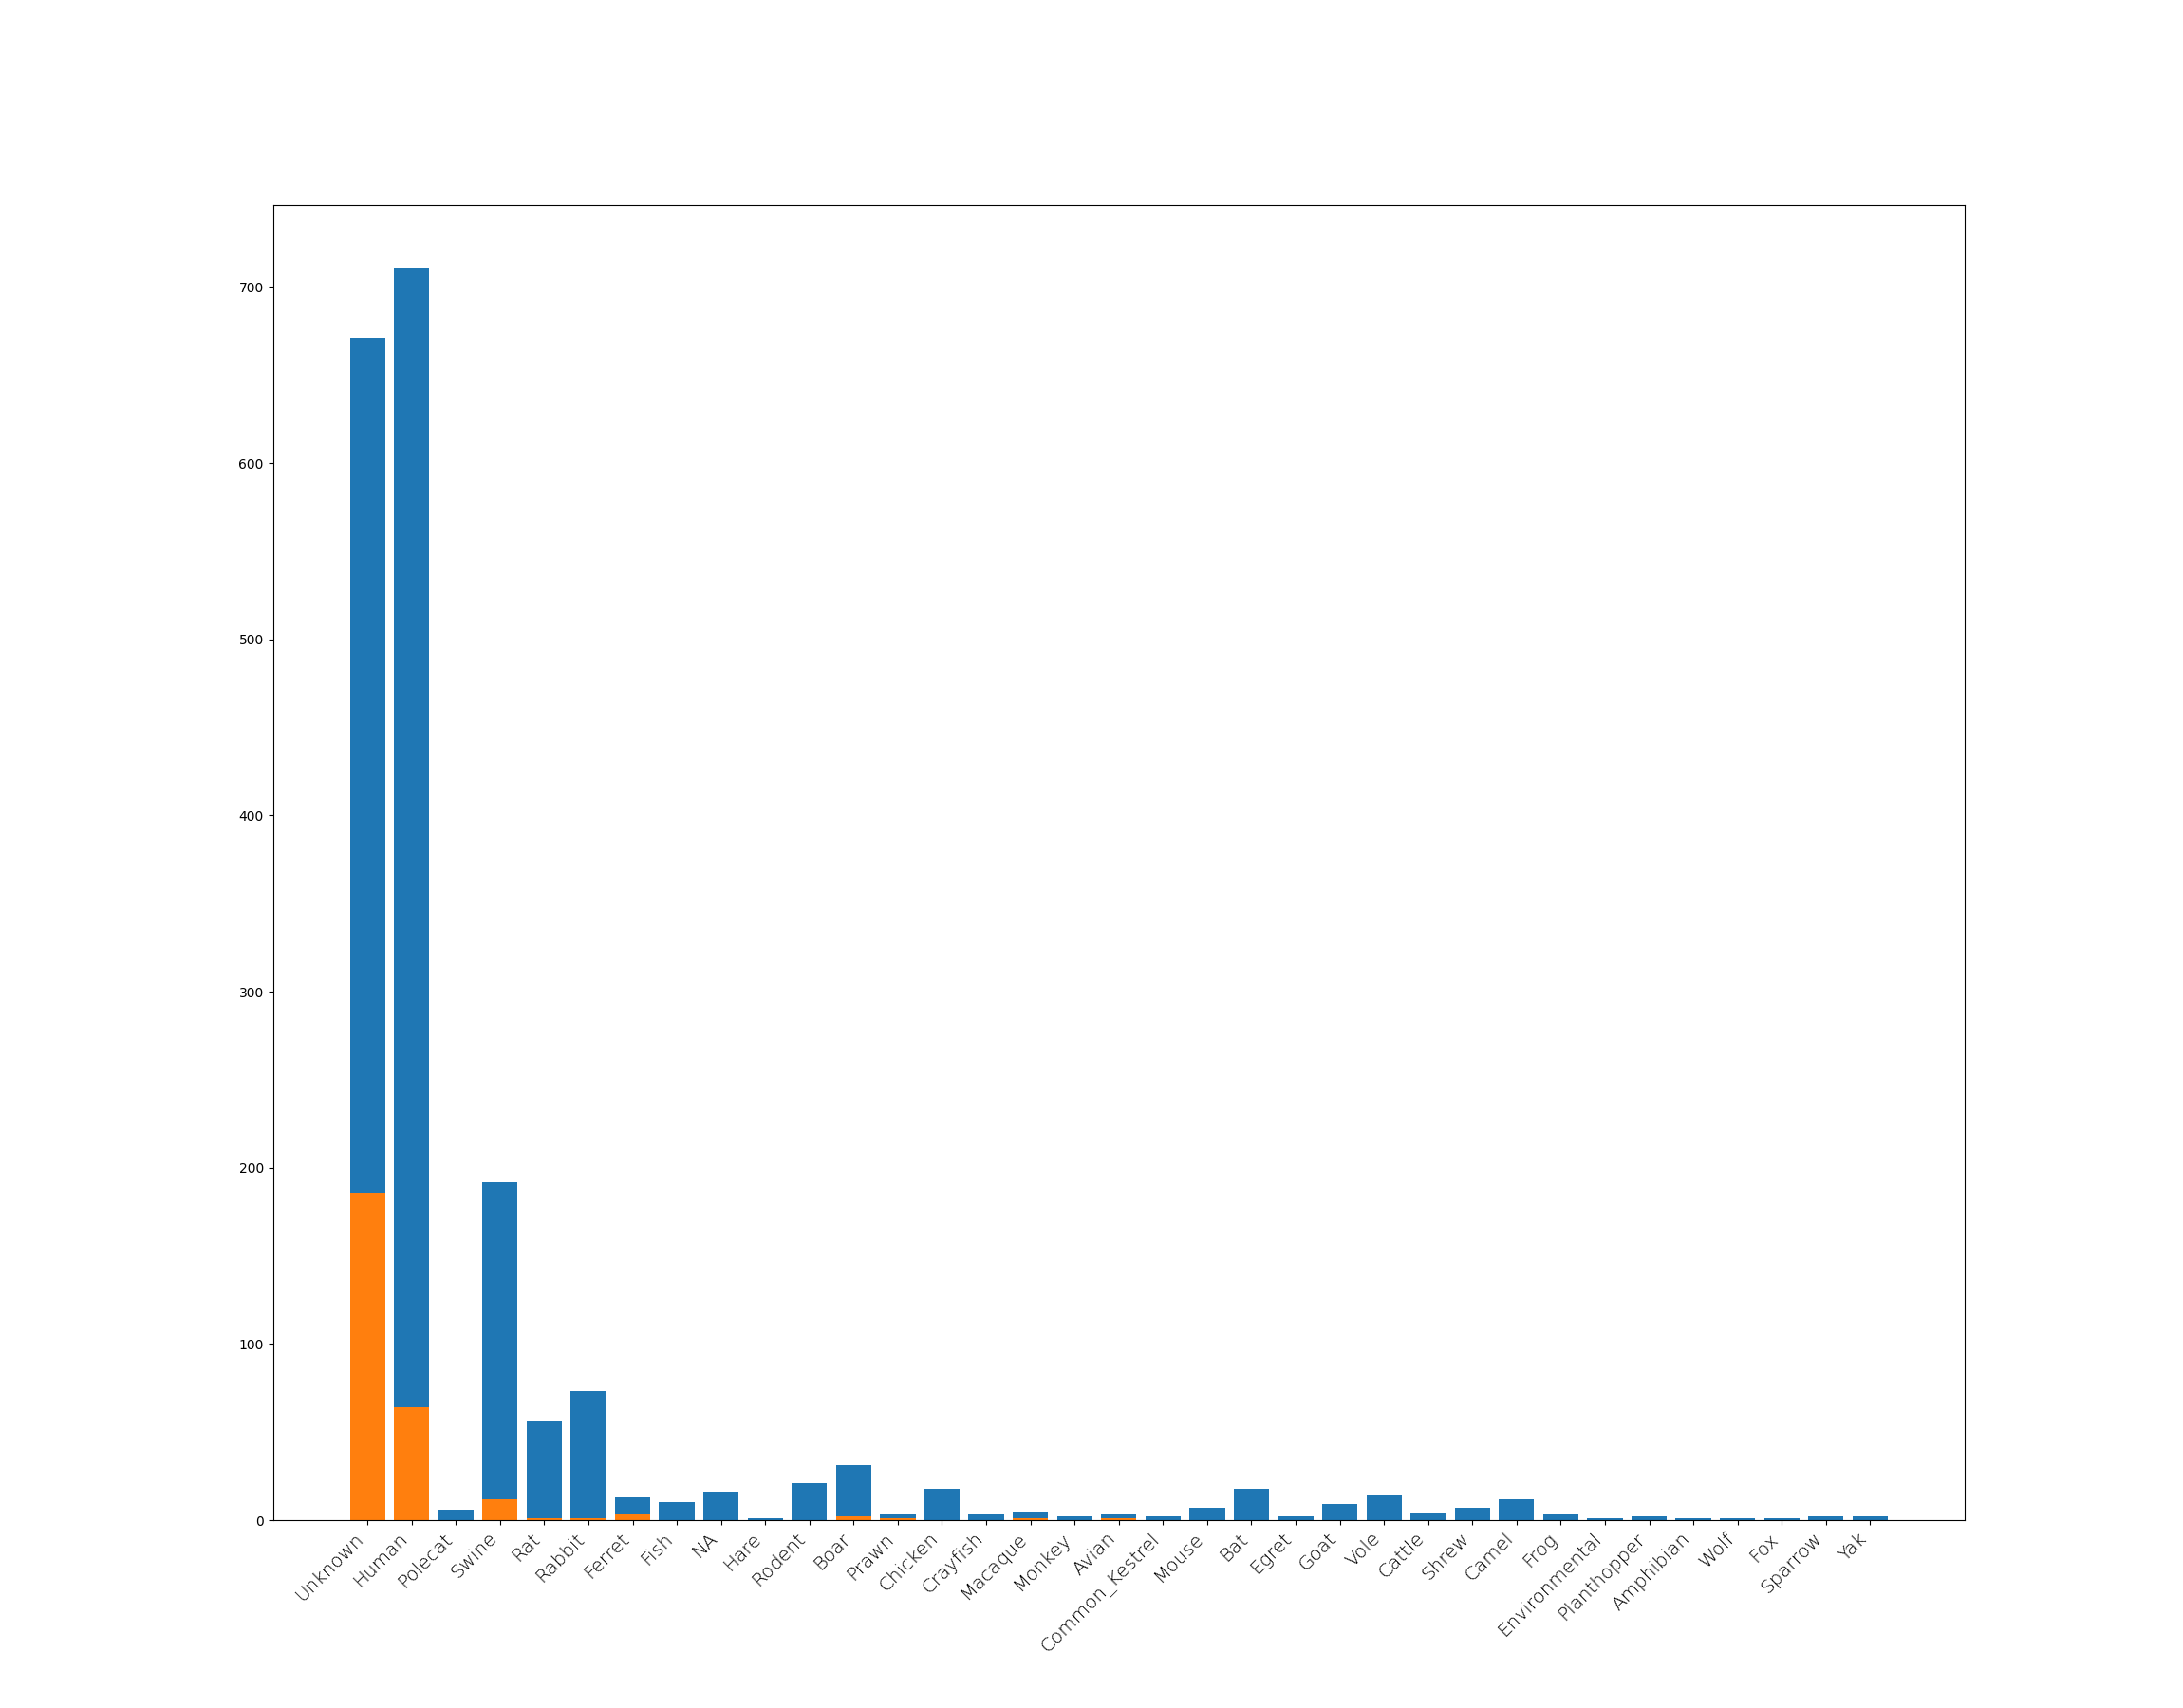 700
600
500
400
300
200
100
0
Unknown
Human
Polecat
Swine
Rat
Rabbit
Ferret
Fish
NA
Hare
Rodent
Boar
Prawn
Chicken
Crayfish
Macaque
Monkey
Avian
Common_Kestrel
Mouse
Bat
Egret
Goat
Vole
Cattle
Shrew
Camel
Frog
Environmental
Planthopper
Amphibian
Wolf
Fox
Sparrow
Yak